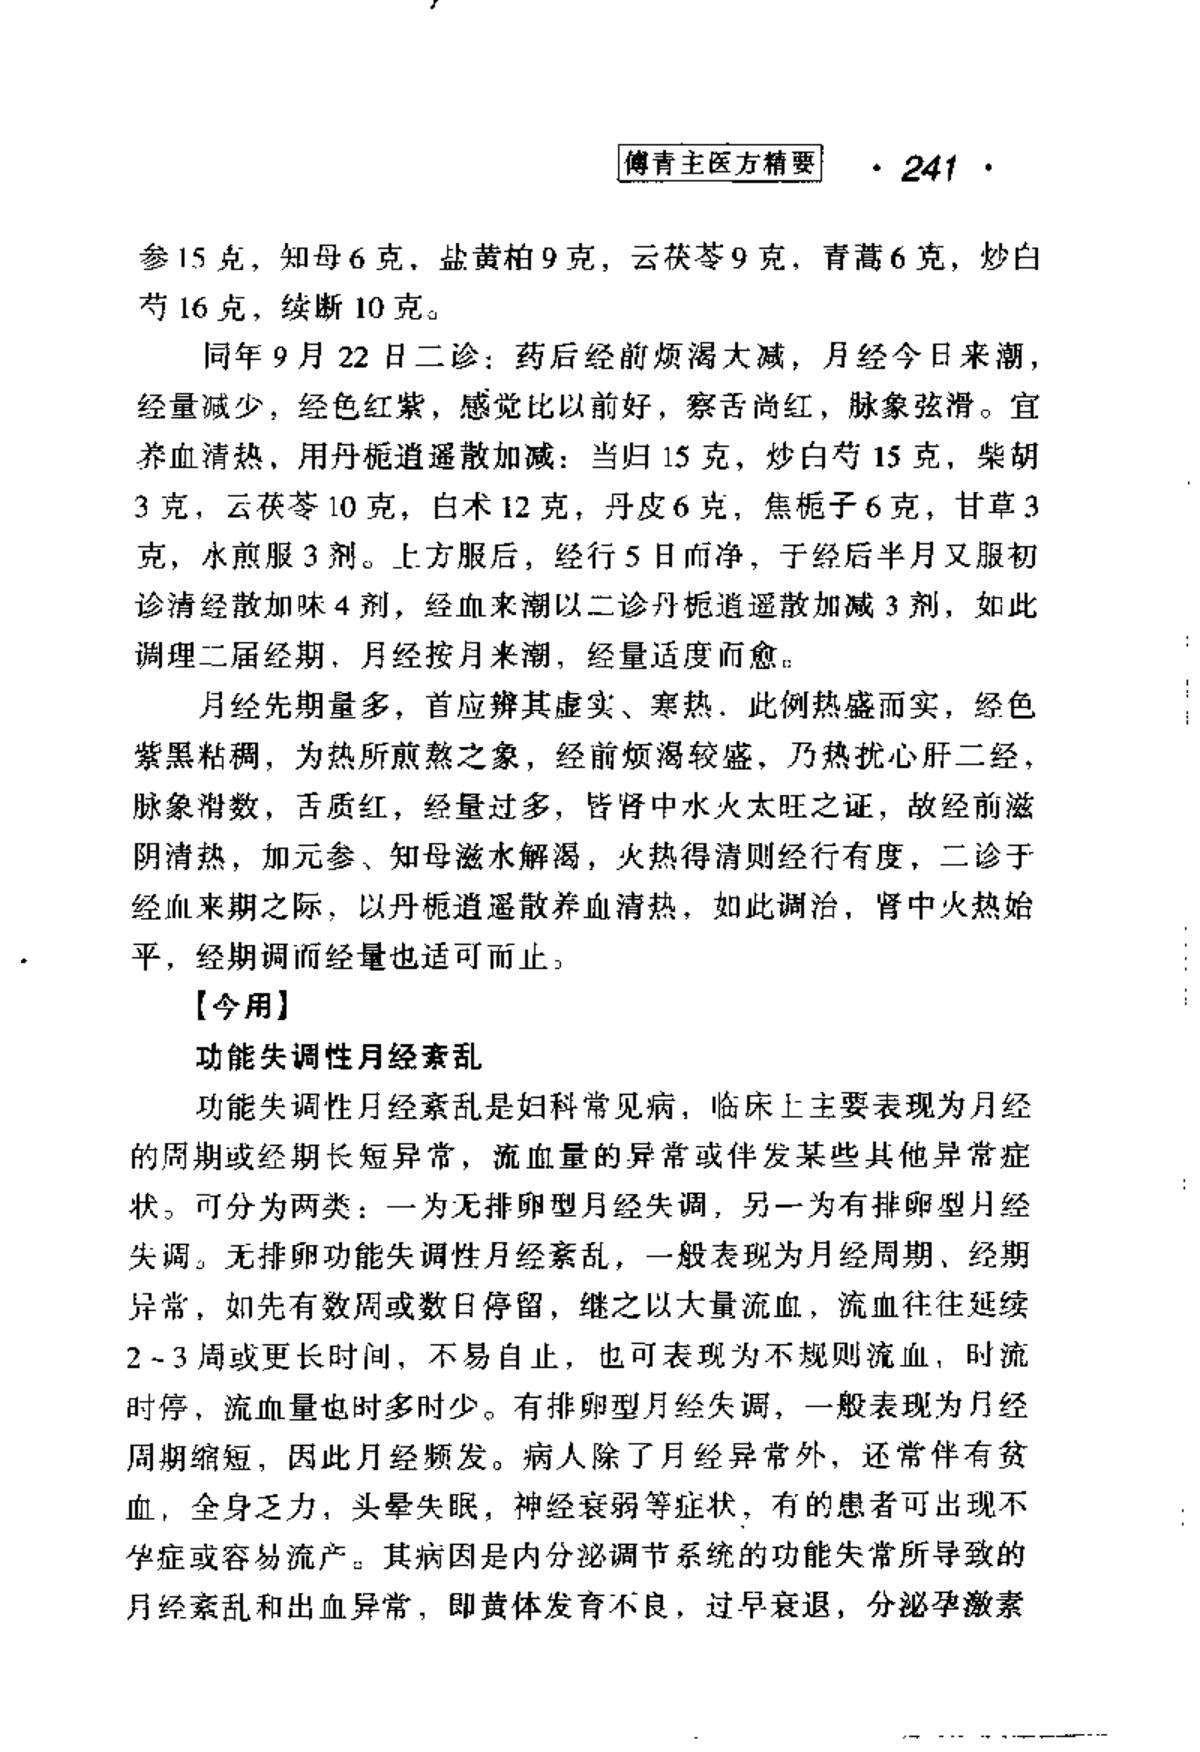 傅青主医方精要 · 241 ·
参15克，知母6克，盐黄柏9克，云茯苓9克，青蒿6克，炒白
芍16克，续断10克。
同年9月22日二诊：药后经前烦渴大减，月经今日来潮，
经量减少，经色红紫，感觉比以前好，察舌尚红，脉象弦滑。宜
养血清热，用丹栀逍遥散加减：当归15克，炒白芍15克，柴胡
3克，云茯苓10克，白术12克，丹皮6克，焦栀子6克，甘草3
克，水煎服3剂。上方服后，经行5日而净，于经后半月又服初
诊清经散加味4剂，经血来潮以二诊丹栀逍遥散加减3剂，如此
调理二届经期，月经按月来潮，经量适度而愈。
月经先期量多，首应辨其虚实、寒热．此例热盛而实，经色
紫黑粘稠，为热所煎熬之象，经前烦渴较盛，乃热扰心肝二经，
脉象滑数，舌质红，经量过多，皆肾中水火太旺之证，故经前滋
阴清热，加元参、知母滋水解渴，火热得清则经行有度，二诊于
经血来期之际，以丹栀逍遥散养血清热，如此调治，肾中火热始
平，经期调而经量也适可而止。
【今用】
功能失调性月经紊乱
功能失调性月经紊乱是妇科常见病，临床上主要表现为月经
的周期或经期长短异常，流血量的异常或伴发某些其他异常症
状。可分为两类：一为无排卵型月经失调，另一为有排卵型月经
失调。无排卵功能失调性月经紊乱，一般表现为月经周期、经期
异常，如先有数周或数日停留，继之以大量流血，流血往往延续
2~3周或更长时间，不易自止，也可表现为不规则流血，时流
时停，流血量也时多时少。有排卵型月经失调，一般表现为月经
周期缩短，因此月经频发。病人除了月经异常外，还常伴有贫
血，全身乏力，头晕失眠，神经衰弱等症状，有的患者可出现不
孕症或容易流产。其病因是内分泌调节系统的功能失常所导致的
月经紊乱和出血异常，即黄体发育不良，过早衰退，分泌孕激素